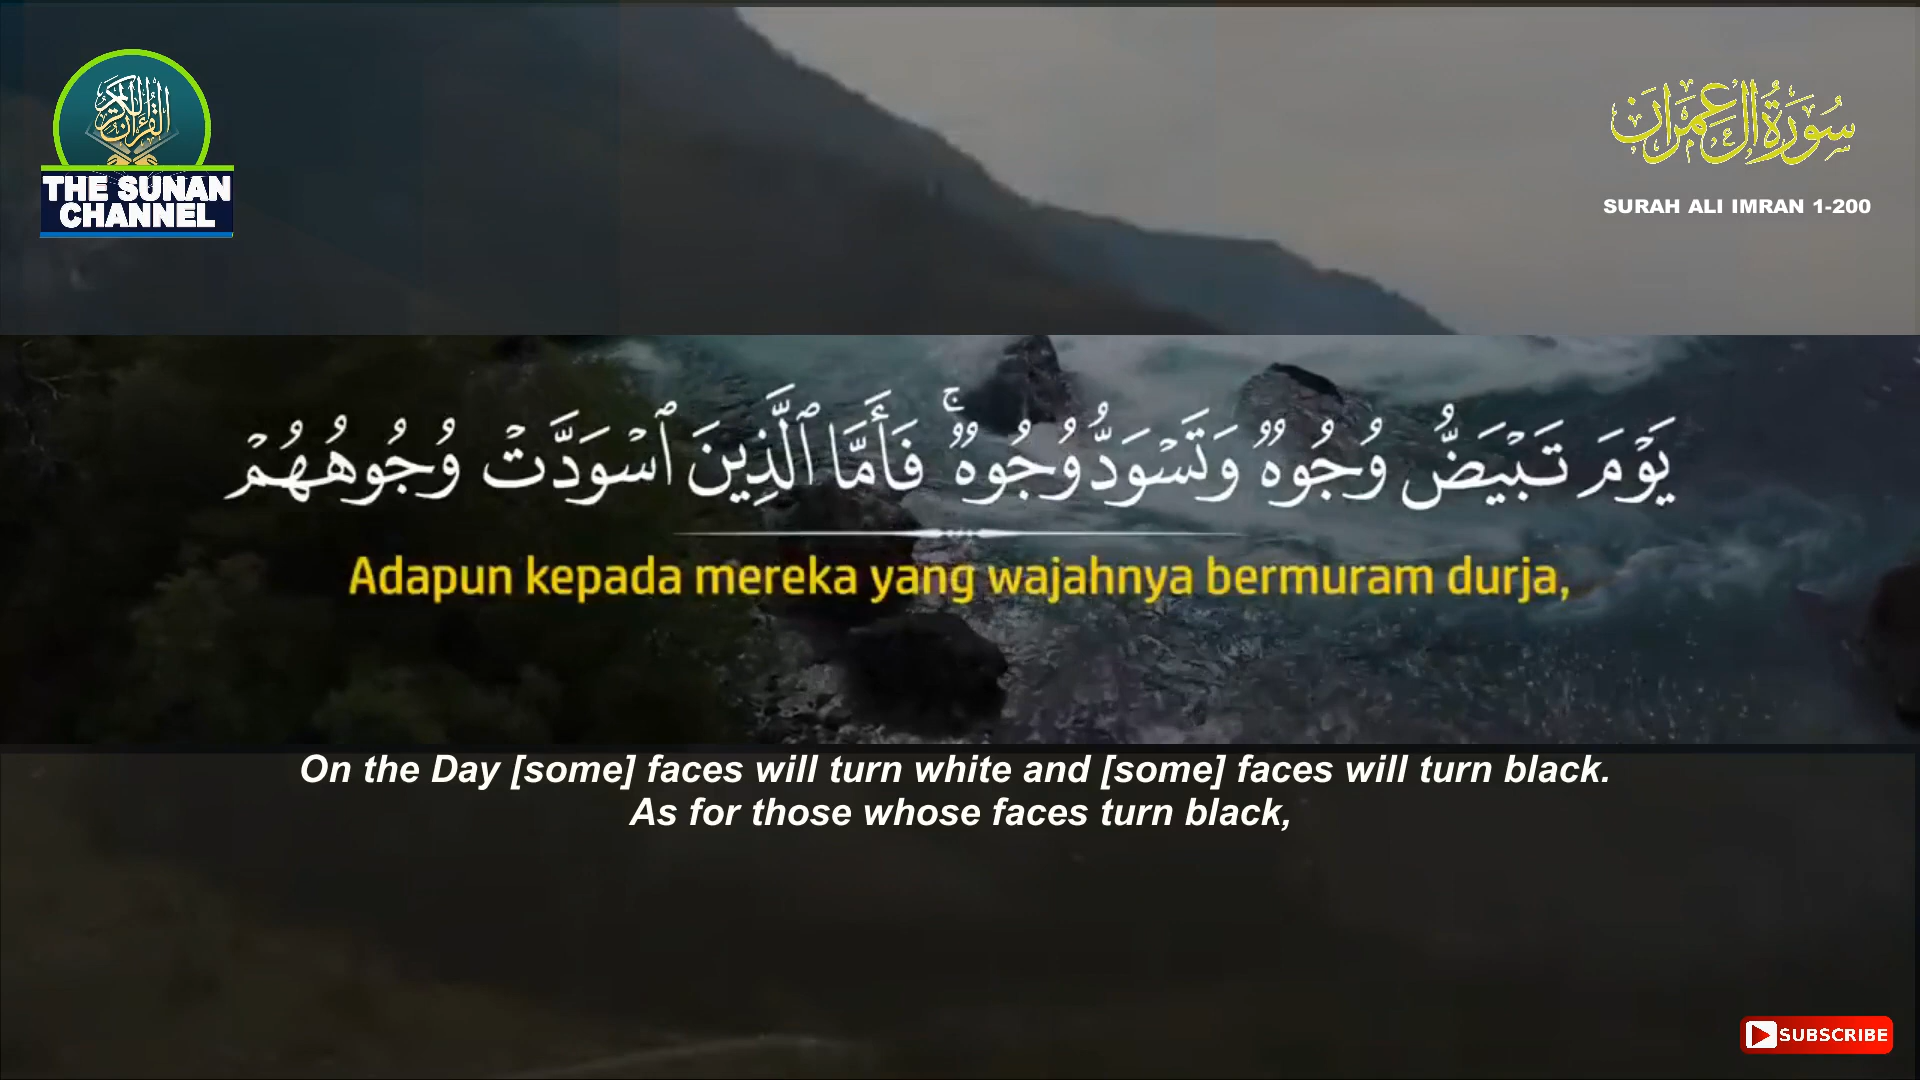 القرآن الكريم
THE SUNAN
CHANNEL
سُورَةُ آل عِمْرَان
SURAH ALI IMRAN 1-200
يَوْمَ تَبْيَضُّ وُجُوهٌ وَتَسْوَدُّ وُجُوهٌ ۚ فَأَمَّا ٱلَّذِينَ ٱسْوَدَّتْ وُجُوهُهُمْ
Adapun kepada mereka yang wajahnya bermuram durja,
On the Day [some] faces will turn white and [some] faces will turn black.
As for those whose faces turn black,
SUBSCRIBE